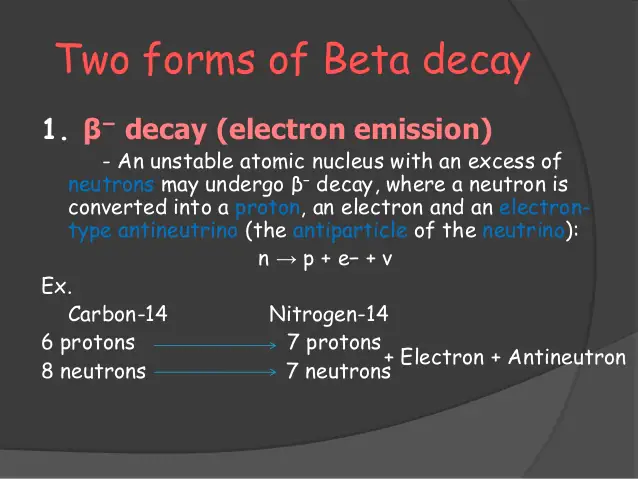 Two forms of Beta decay
1. β⁻ decay (electron emission)
- An unstable atomic nucleus with an excess of
neutrons may undergo β⁻ decay, where a neutron is
converted into a proton, an electron and an electron-
type antineutrino (the antiparticle of the neutrino):
n → p + e− + ν
Ex.
Carbon-14 Nitrogen-14
6 protons → 7 protons
8 neutrons → 7 neutrons
+ Electron + Antineutron